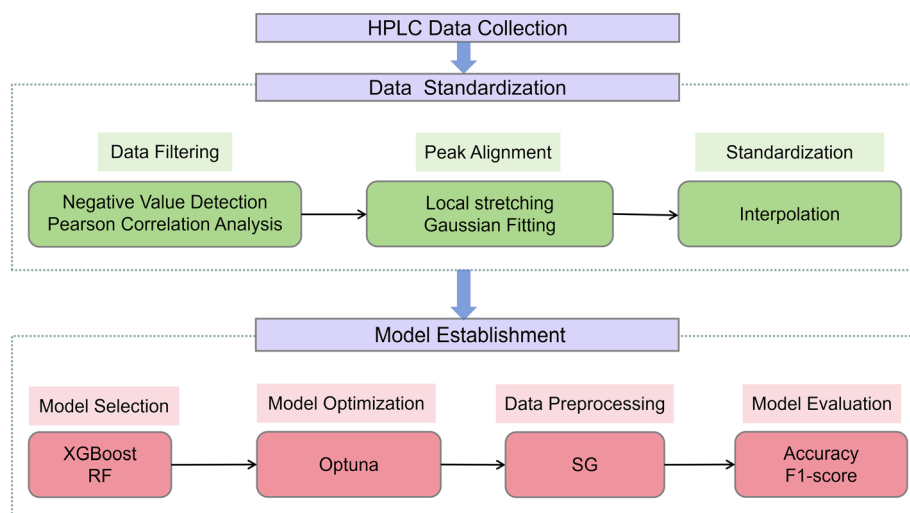 HPLC Data Collection
Data Standardization
Data Filtering
Peak Alignment
Standardization
Negative Value Detection
Pearson Correlation Analysis
Local stretching
Gaussian Fitting
Interpolation
Model Establishment
Model Selection
Model Optimization
Data Preprocessing
Model Evaluation
XGBoost
RF
Optuna
SG
Accuracy
F1-score